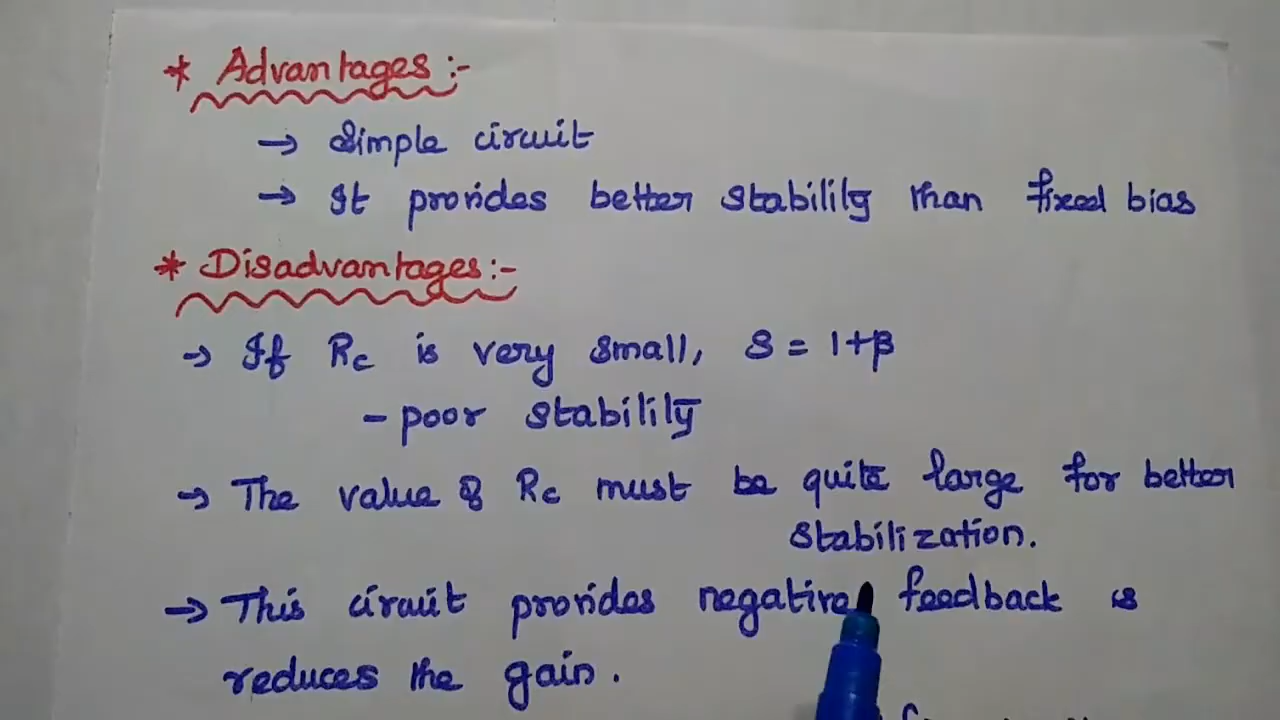 * Advantages :-
→ Simple circuit
→ It provides better stability than fixed bias
* Disadvantages :-
→ If Rc is very small, S = 1+β
- poor stability
→ The value of Rc must be quite large for better
stabilization.
→ This circuit provides negative feedback is
reduces the gain.